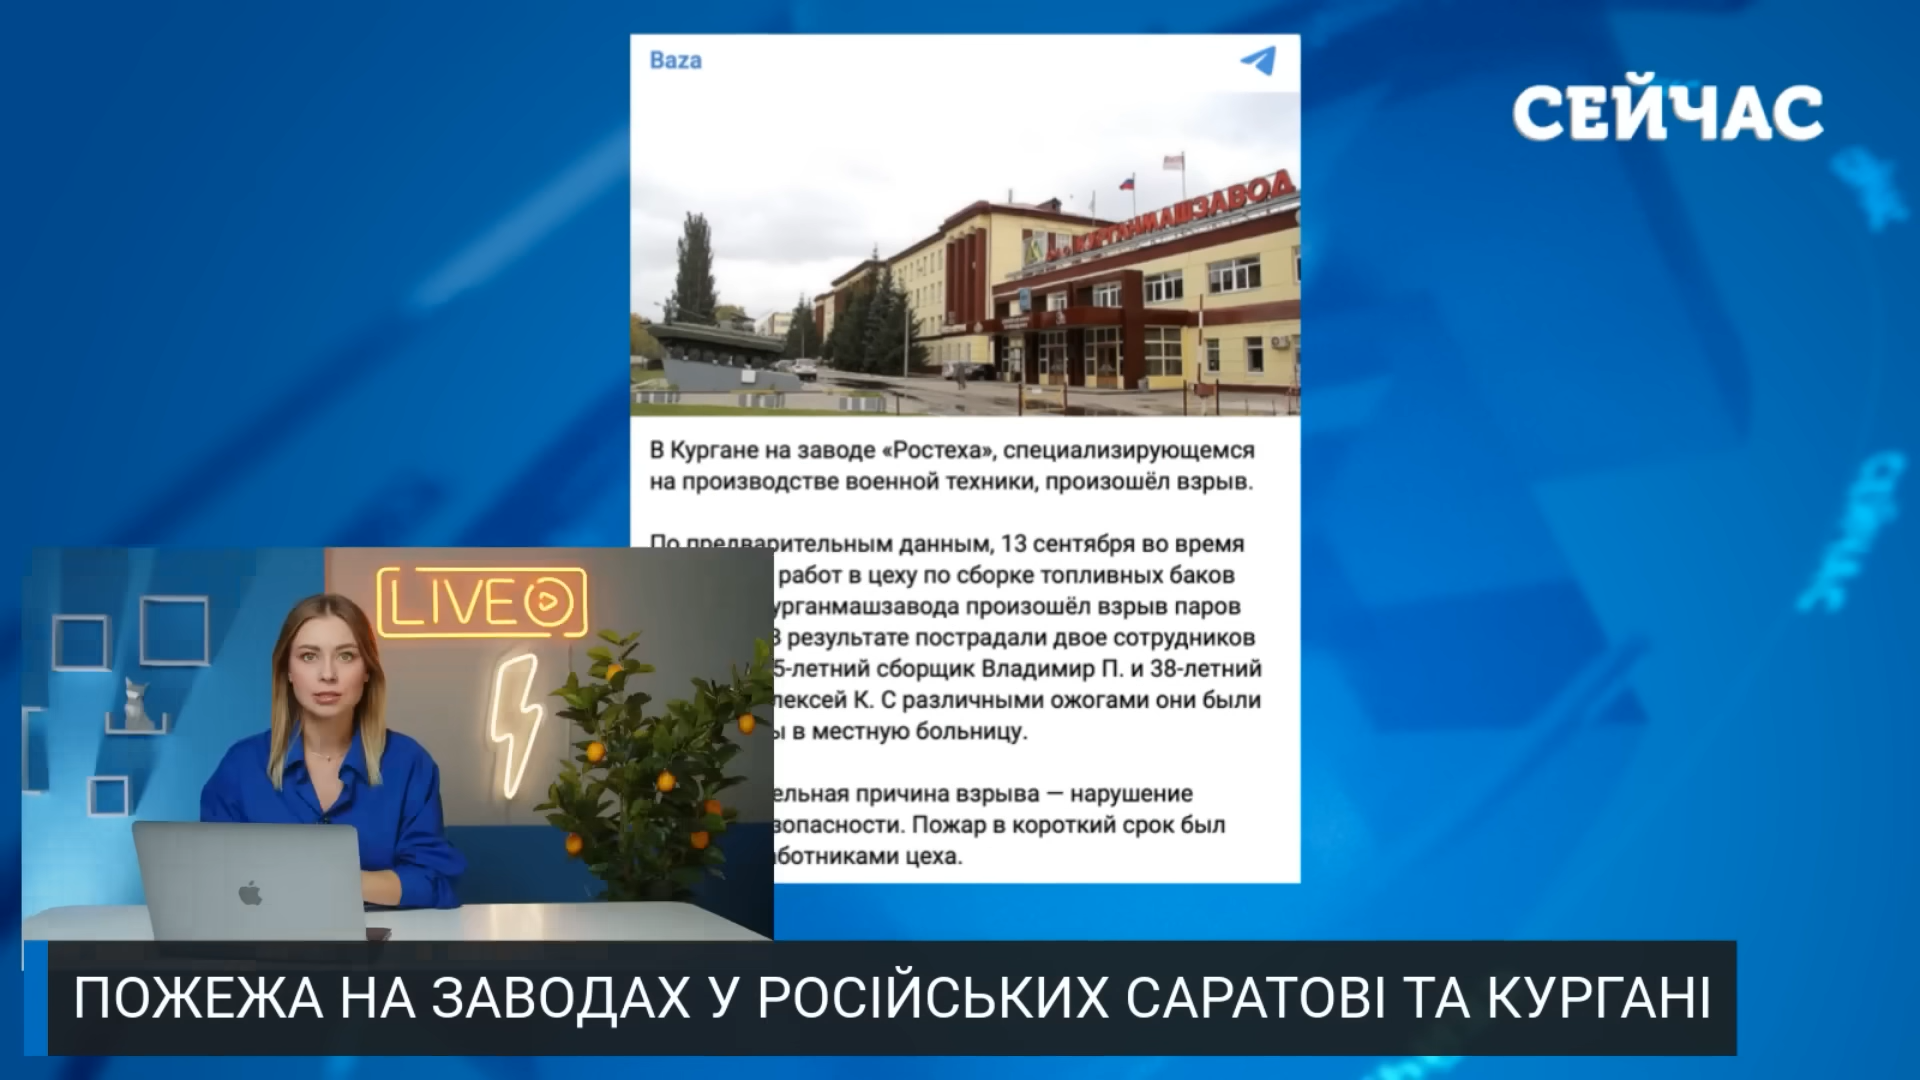 Baza
СЕЙЧАС
КУРГАНМАШЗАВОД
В Кургане на заводе «Ростеха», специализирующемся
на производстве военной техники, произошёл взрыв.
По предварительным данным, 13 сентября во время
работ в цеху по сборке топливных баков
урганмашзавода произошёл взрыв паров
В результате пострадали двое сотрудников
5-летний сборщик Владимир П. и 38-летний
лексей К. С различными ожогами они были
ы в местную больницу.
ельная причина взрыва — нарушение
зопасности. Пожар в короткий срок был
ботниками цеха.
LIVE
ПОЖЕЖА НА ЗАВОДАХ У РОСІЙСЬКИХ САРАТОВІ ТА КУРГАНІ